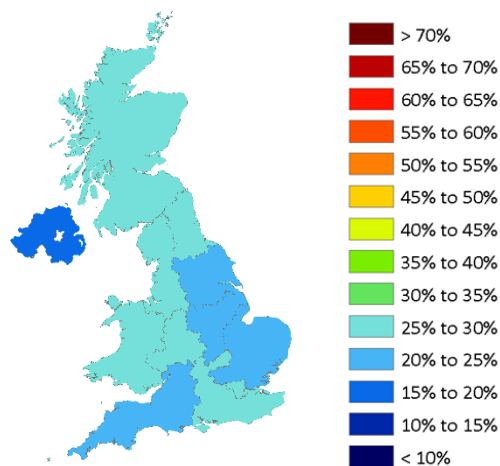 > 70%
65% to 70%
60% to 65%
55% to 60%
50% to 55%
45% to 50%
40% to 45%
35% to 40%
30% to 35%
25% to 30%
20% to 25%
15% to 20%
10% to 15%
< 10%